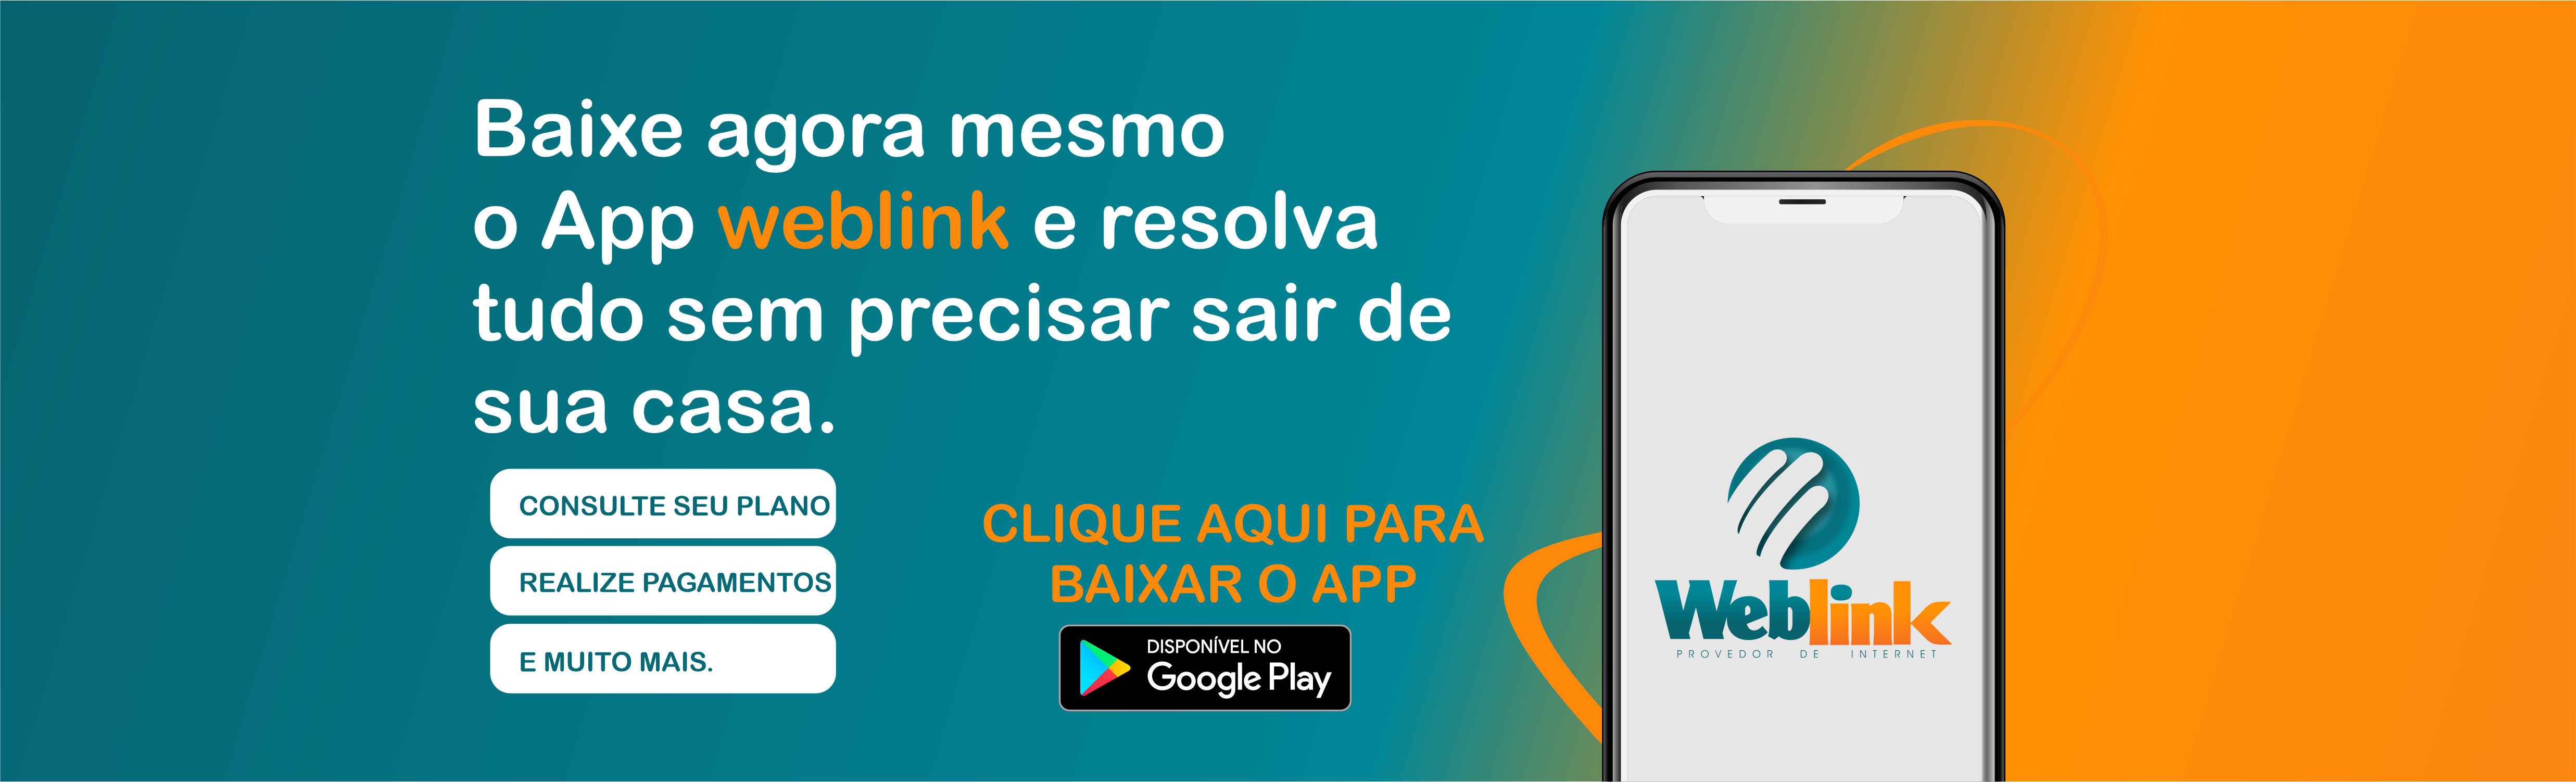 Baixe agora mesmo
o App weblink e resolva
tudo sem precisar sair de
sua casa.
CONSULTE SEU PLANO
REALIZE PAGAMENTOS
E MUITO MAIS.
CLIQUE AQUI PARA
BAIXAR O APP
DISPONÍVEL NO
Google Play
Weblink
PROVEDOR DE INTERNET